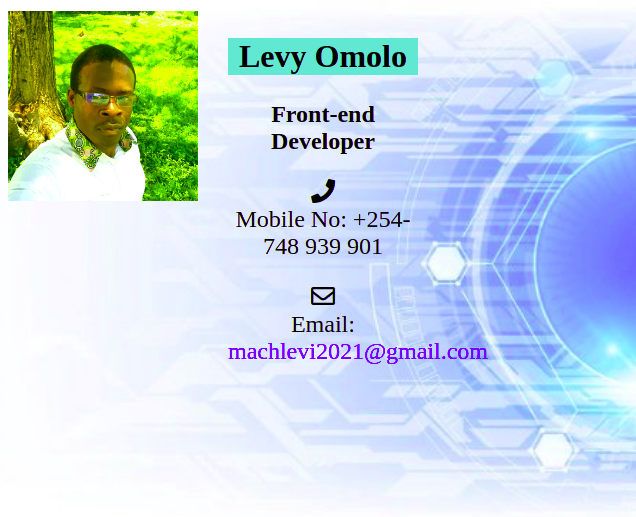 Levy Omolo
Front-end
Developer
Mobile No: +254-
748 939 901
Email:
machlevi2021@gmail.com